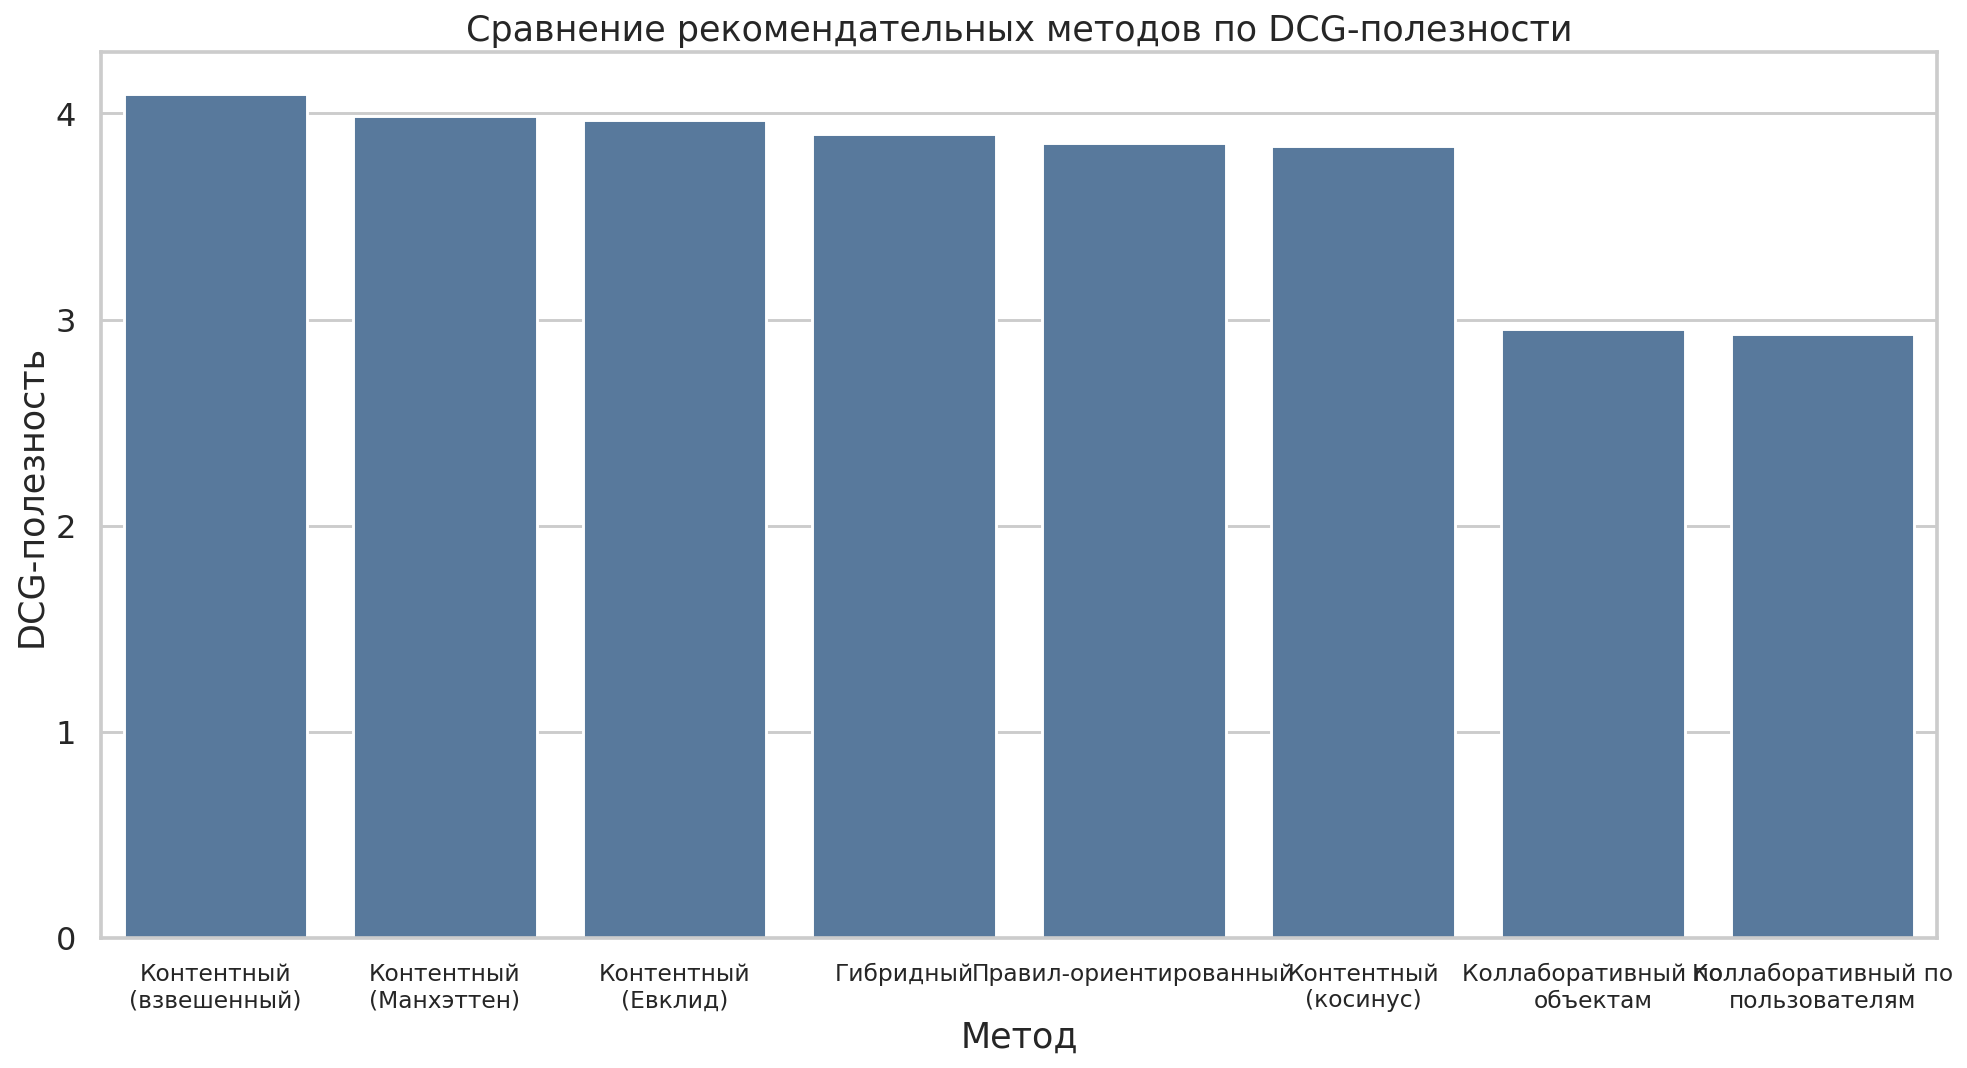 Сравнение рекомендательных методов по DCG-полезности
DCG-полезность
4
3
2
1
0
Контентный
(взвешенный)
Контентный
(Манхэттен)
Контентный
(Евклид)
Гибридный
Правил-ориентированный
Контентный
(косинус)
Коллаборативный по
объектам
Коллаборативный по
пользователям
Метод